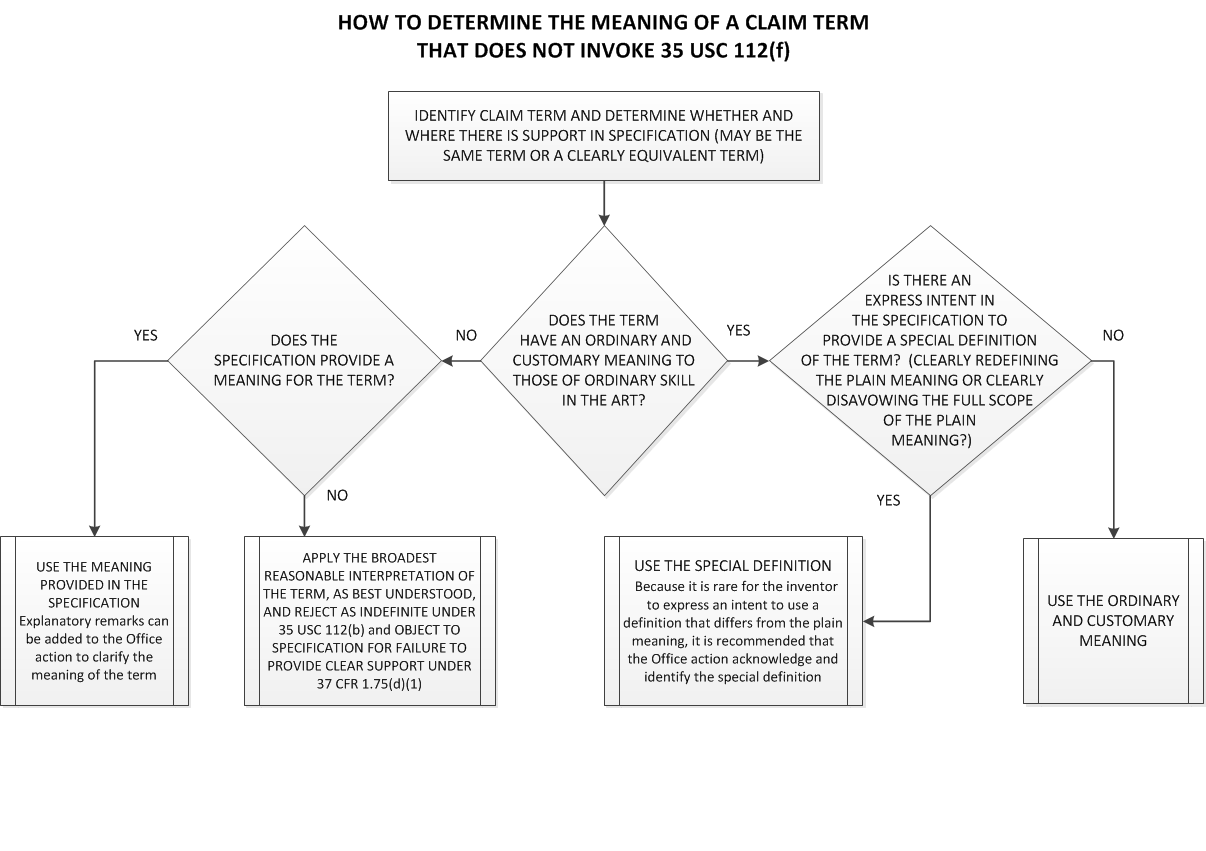 HOW TO DETERMINE THE MEANING OF A CLAIM TERM
THAT DOES NOT INVOKE 35 USC 112(f)
IDENTIFY CLAIM TERM AND DETERMINE WHETHER AND
WHERE THERE IS SUPPORT IN SPECIFICATION (MAY BE THE
SAME TERM OR A CLEARLY EQUIVALENT TERM)
DOES THE TERM
HAVE AN ORDINARY AND
CUSTOMARY MEANING TO
THOSE OF ORDINARY SKILL
IN THE ART?
NO
YES
DOES THE
SPECIFICATION PROVIDE A
MEANING FOR THE TERM?
YES
NO
IS THERE AN
EXPRESS INTENT IN
THE SPECIFICATION TO
PROVIDE A SPECIAL DEFINITION
OF THE TERM?  (CLEARLY REDEFINING
THE PLAIN MEANING OR CLEARLY
DISAVOWING THE FULL SCOPE
OF THE PLAIN
MEANING?)
YES
NO
USE THE MEANING
PROVIDED IN THE
SPECIFICATION
Explanatory remarks can
be added to the Office
action to clarify the
meaning of the term
APPLY THE BROADEST
REASONABLE INTERPRETATION OF
THE TERM, AS BEST UNDERSTOOD,
AND REJECT AS INDEFINITE UNDER
35 USC 112(b) and OBJECT TO
SPECIFICATION FOR FAILURE TO
PROVIDE CLEAR SUPPORT UNDER
37 CFR 1.75(d)(1)
USE THE SPECIAL DEFINITION
Because it is rare for the inventor
to express an intent to use a
definition that differs from the plain
meaning, it is recommended that
the Office action acknowledge and
identify the special definition
USE THE ORDINARY
AND CUSTOMARY
MEANING